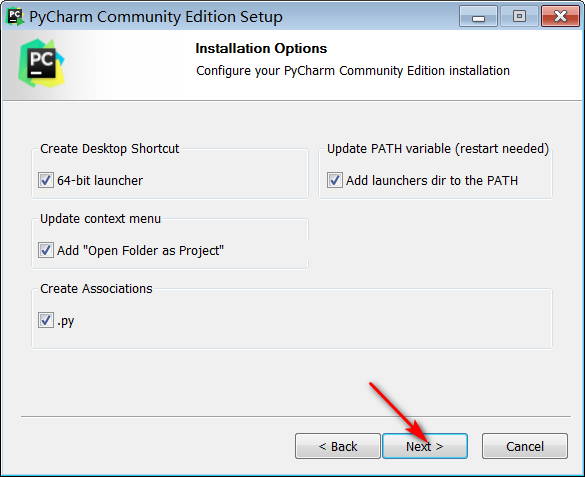 PC PyCharm Community Edition Setup
PC
Installation Options
Configure your PyCharm Community Edition installation
Create Desktop Shortcut
64-bit launcher
Update PATH variable (restart needed)
Add launchers dir to the PATH
Update context menu
Add "Open Folder as Project"
Create Associations
.py
< Back
Next >
Cancel